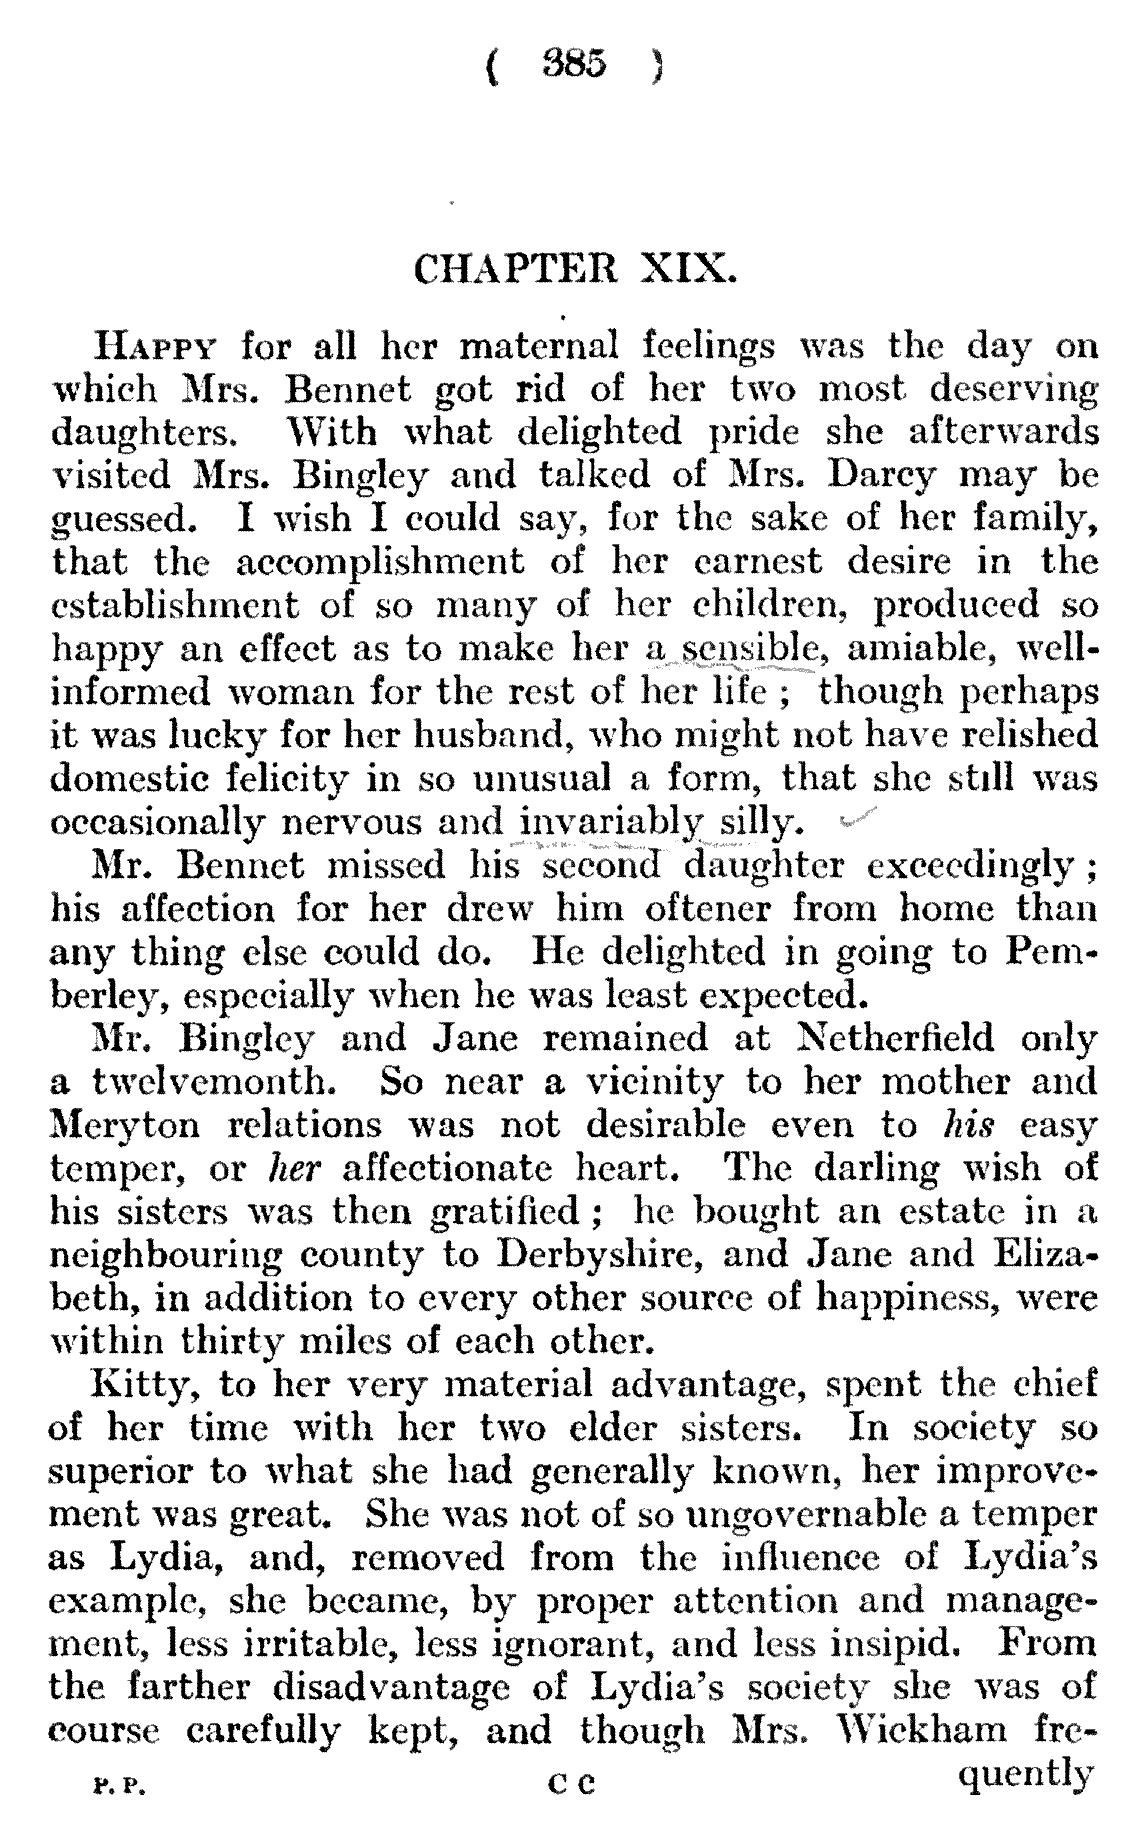 ( 385 )
CHAPTER XIX.
HAPPY for all her maternal feelings was the day on
which Mrs. Bennet got rid of her two most deserving
daughters. With what delighted pride she afterwards
visited Mrs. Bingley and talked of Mrs. Darcy may be
guessed. I wish I could say, for the sake of her family,
that the accomplishment of her earnest desire in the
establishment of so many of her children, produced so
happy an effect as to make her a sensible, amiable, well-
informed woman for the rest of her life ; though perhaps
it was lucky for her husband, who might not have relished
domestic felicity in so unusual a form, that she still was
occasionally nervous and invariably silly.
Mr. Bennet missed his second daughter exceedingly ;
his affection for her drew him oftener from home than
any thing else could do. He delighted in going to Pem-
berley, especially when he was least expected.
Mr. Bingley and Jane remained at Netherfield only
a twelvemonth. So near a vicinity to her mother and
Meryton relations was not desirable even to his easy
temper, or her affectionate heart. The darling wish of
his sisters was then gratified ; he bought an estate in a
neighbouring county to Derbyshire, and Jane and Eliza-
beth, in addition to every other source of happiness, were
within thirty miles of each other.
Kitty, to her very material advantage, spent the chief
of her time with her two elder sisters. In society so
superior to what she had generally known, her improve-
ment was great. She was not of so ungovernable a temper
as Lydia, and, removed from the influence of Lydia's
example, she became, by proper attention and manage-
ment, less irritable, less ignorant, and less insipid. From
the farther disadvantage of Lydia's society she was of
course carefully kept, and though Mrs. Wickham fre-
P. P. C C quently